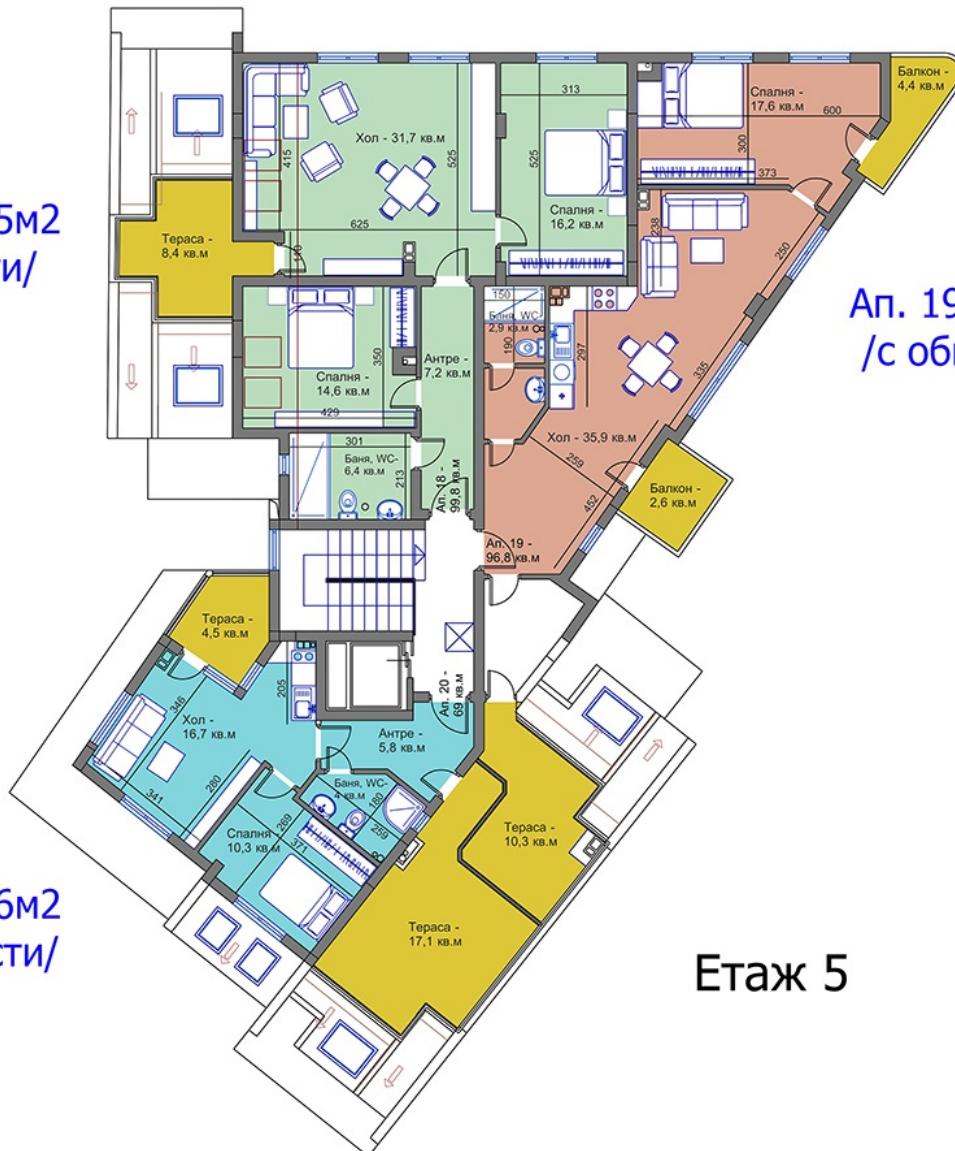 5м2
Ап. 19
/с об
Етаж 5
Хол - 31,7 кв.м
415
525
625
110
Тераса -
8,4 кв.м
313
525
Спалня -
16,2 кв.м
Спалня -
17,6 кв.м
600
300
373
Балкон -
4,4 кв.м
Спалня -
14,6 кв.м
350
429
Антре -
7,2 кв.м
150
Баня, WC
2,9 кв.м
190
238
250
297
335
Хол - 35,9 кв.м
259
452
Балкон -
2,6 кв.м
301
Баня, WC-
6,4 кв.м
213
Ап. 18 -
99,8 кв.м
Ап. 19 -
96,8 кв.м
Тераса -
4,5 кв.м
205
346
Хол -
16,7 кв.м
280
341
Ап. 20 -
69 кв.м
Антре -
5,8 кв.м
Баня, WC-
4 кв.м
180
259
269
Спалня -
10,3 кв.м
371
Тераса -
10,3 кв.м
Тераса -
17,1 кв.м
6м2